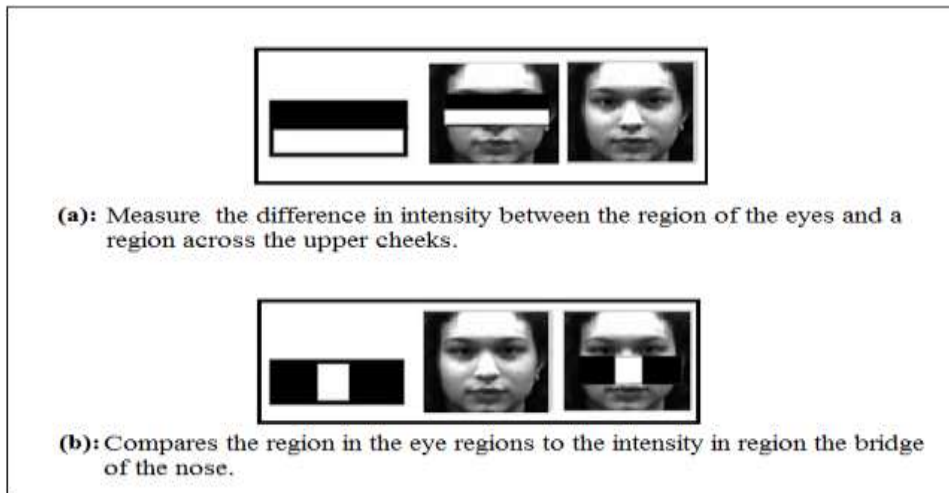 (a): Measure the difference in intensity between the region of the eyes and a
region across the upper cheeks.
(b): Compares the region in the eye regions to the intensity in region the bridge
of the nose.